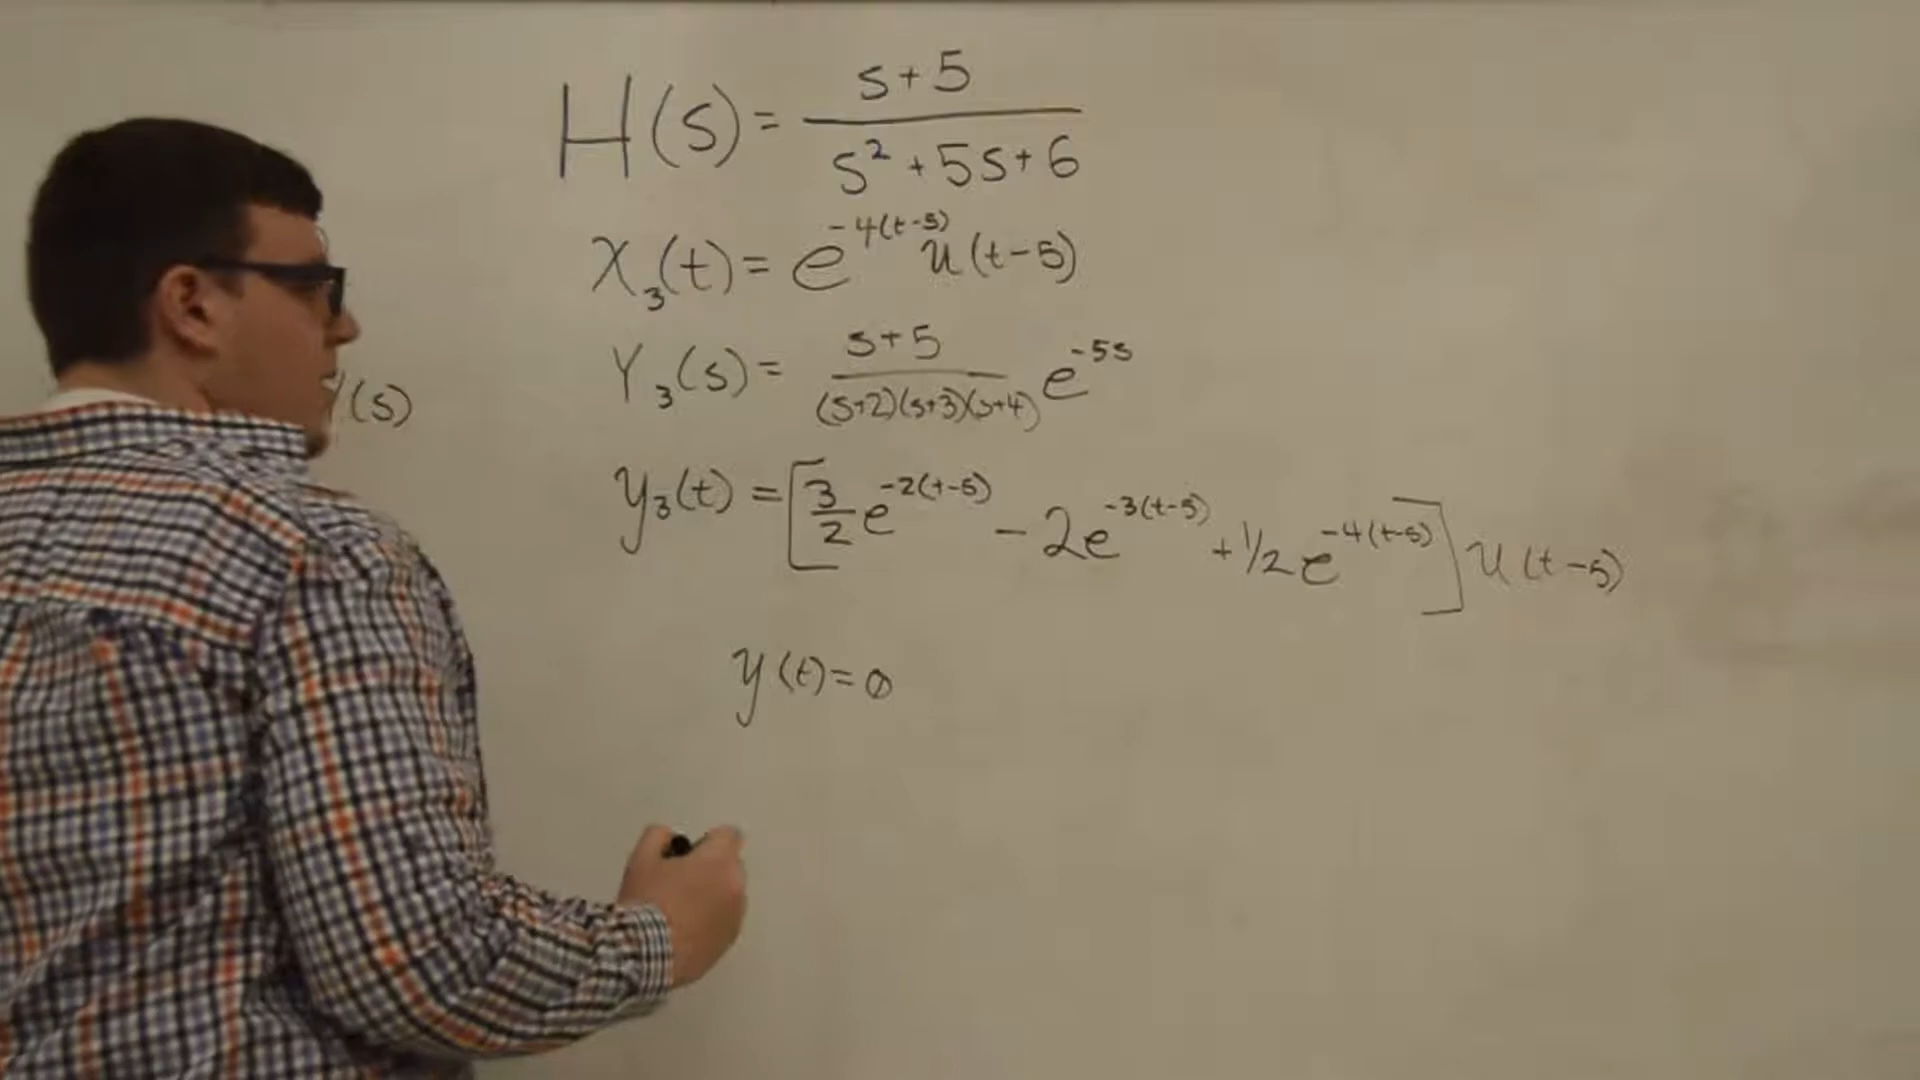 H(s) = (s+5)/(s²+5s+6)
X₃(t) = e^(-4(t-5)) u(t-5)
Y₃(s) = (s+5)/((s+2)(s+3)(s+4)) e^(-5s)
(s)
y₃(t) = [3/2 e^(-2(t-5)) - 2e^(-3(t-5)) + 1/2 e^(-4(t-5))] u(t-5)
y(t)=0